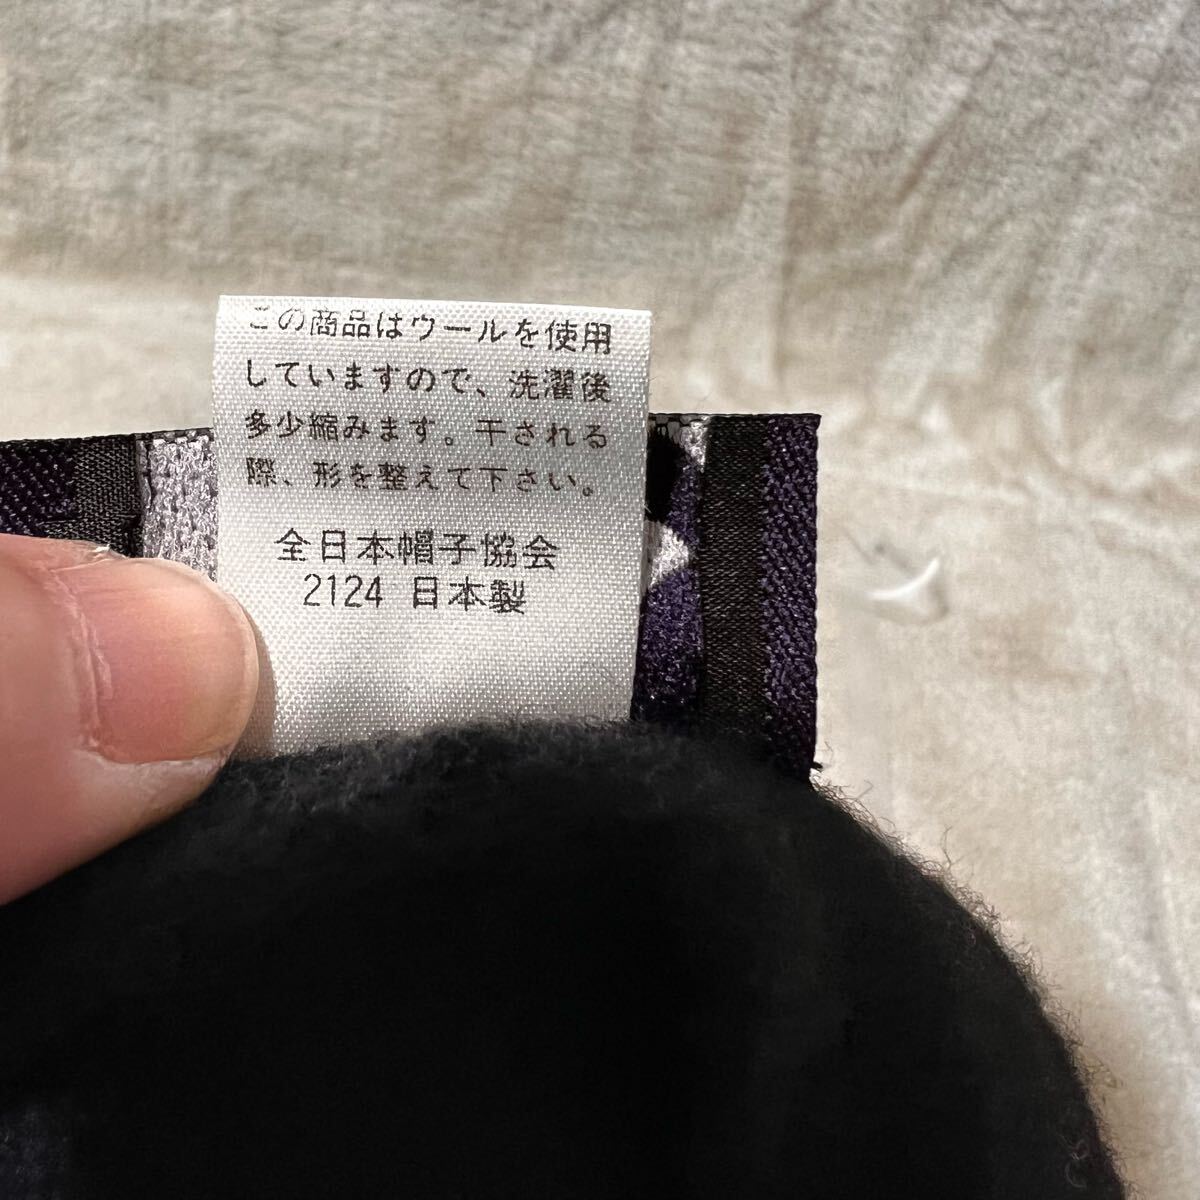 この商品はウールを使用
していますので、洗濯後
多少縮みます。干される
際、形を整えて下さい。
全日本帽子協会
2124 日本製